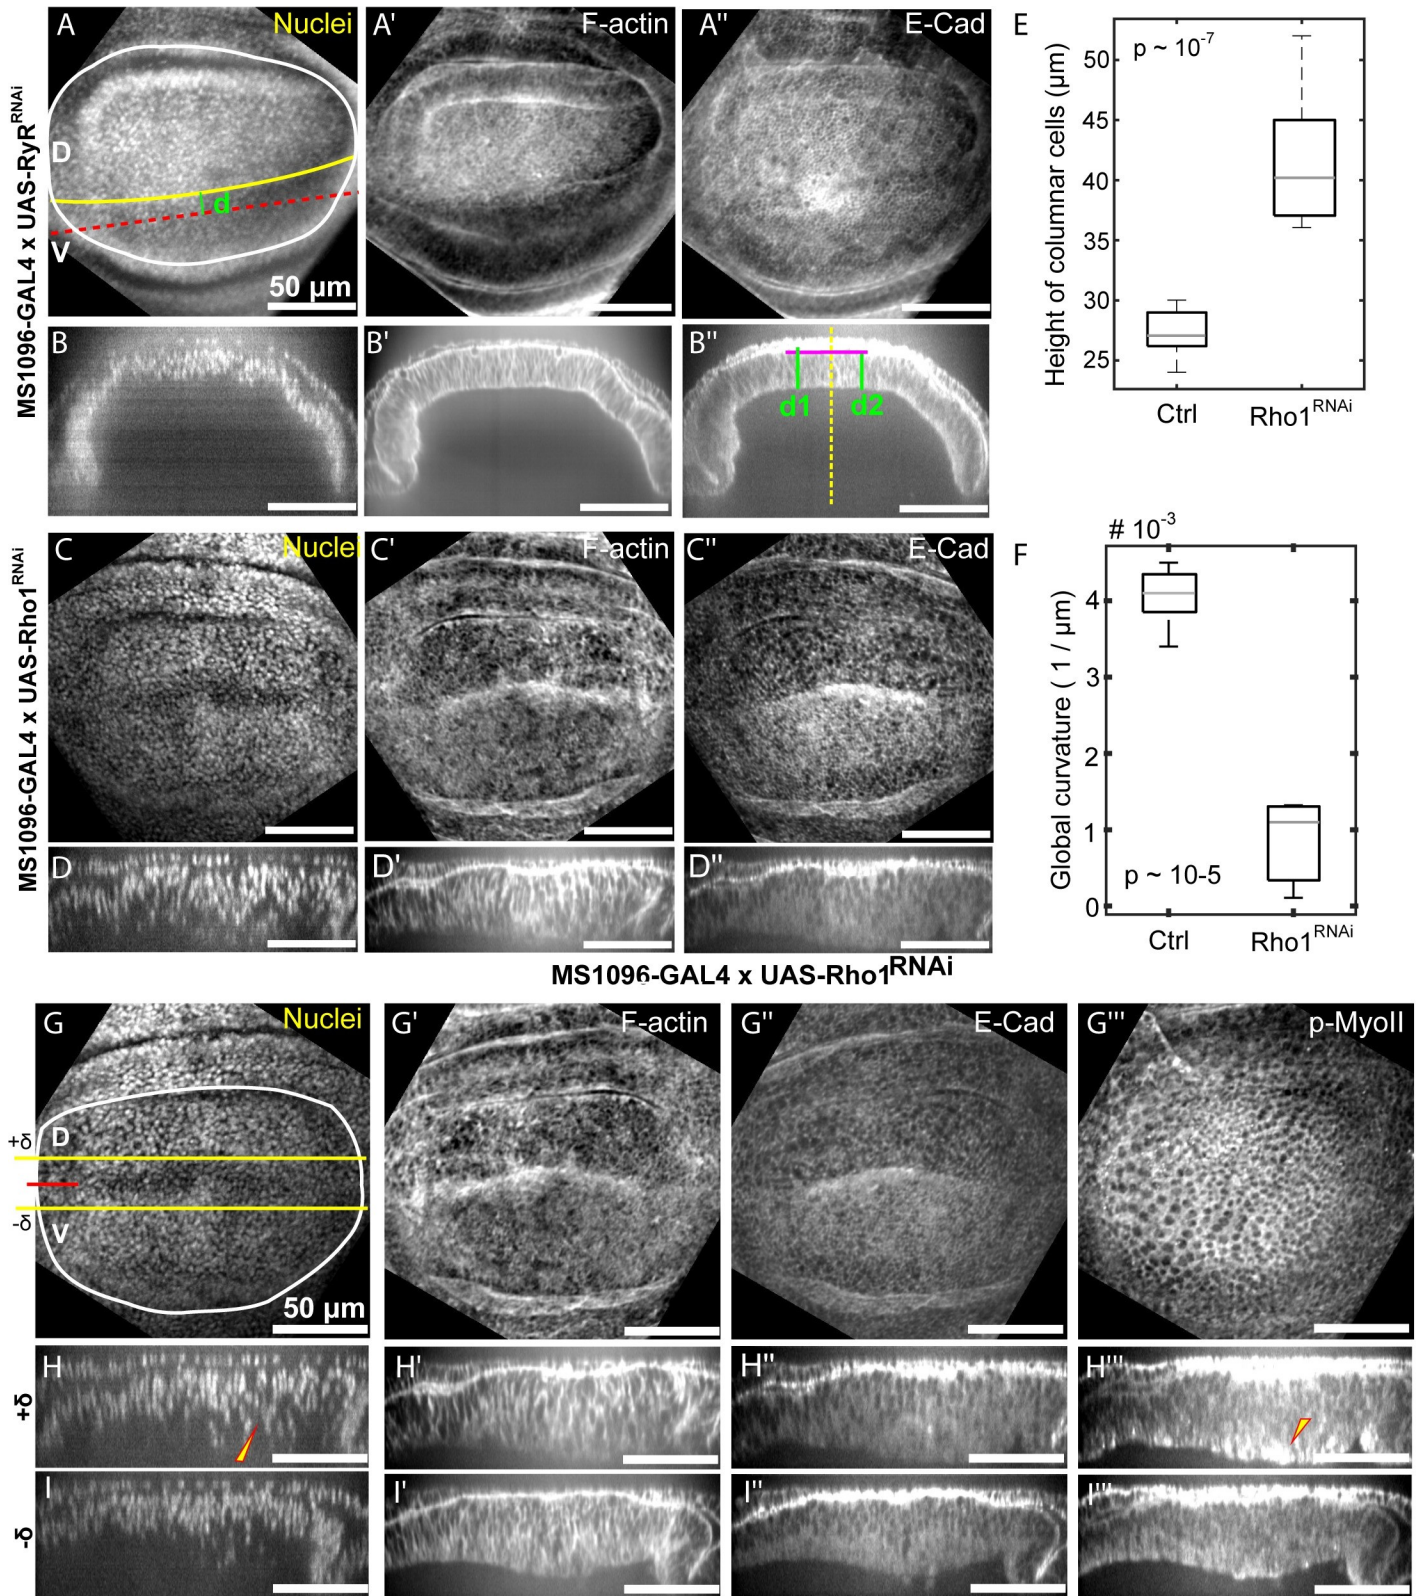 MS1096-GAL4 x UAS-RyR^RNAi
A
Nuclei
D
d
V
50 µm
A'
F-actin
A''
E-Cad
B
B'
B''
d1
d2
MS1096-GAL4 x UAS-Rho1^RNAi
C
Nuclei
C'
F-actin
C''
E-Cad
D
D'
D''
E
p ~ 10^-7
Height of columnar cells (µm)
50
45
40
35
30
25
Ctrl
Rho1^RNAi
F
# 10^-3
Global curvature ( 1 / µm)
4
3
2
1
0
p ~ 10-5
Ctrl
Rho1^RNAi
MS1096-GAL4 x UAS-Rho1^RNAi
G
Nuclei
+δ
D
-δ
V
50 µm
G'
F-actin
G''
E-Cad
G'''
p-MyoII
+δ
H
H'
H''
H'''
-δ
I
I'
I''
I'''